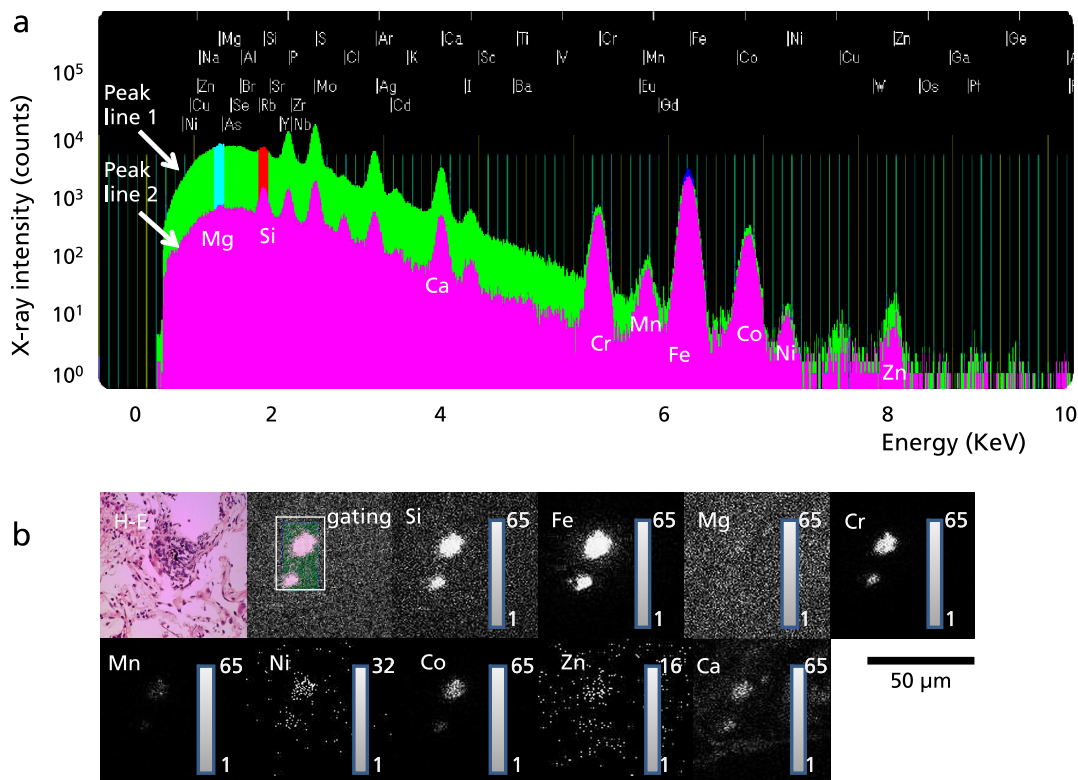 a
|Mg |Si |S |Ar |Ca |Ti |Cr |Fe |Ni |Zn |Ge
|Na |Al |P |Cl |K |Sc |V |Mn |Co |Cu |Ga
|Zn |Br |Sr |Mo |Ag |I |Ba |Eu |W |Os |Pt
|Cu |Se |Rb |Zr |Cd |Gd
|Ni |As |Y |Nb
X-ray intensity (counts)
10⁵
10⁴
10³
10²
10¹
10⁰
Peak
line 1
Peak
line 2
Mg
Si
Ca
Cr
Mn
Fe
Co
Ni
Zn
0 2 4 6 8 10
Energy (KeV)
b
H-E
gating
Si 65
1
Fe 65
1
Mg 65
1
Cr 65
1
Mn 65
1
Ni 32
1
Co 65
1
Zn 16
1
Ca 65
1
50 µm